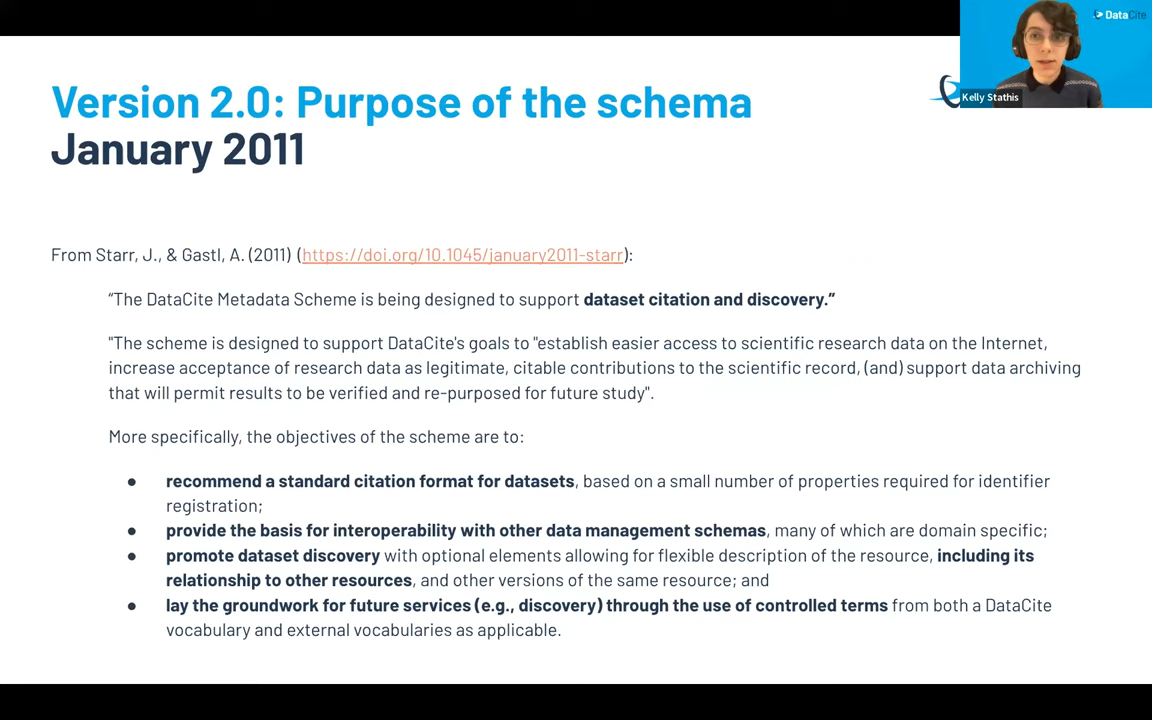 DataCite
Kelly Stathis
Version 2.0: Purpose of the schema
January 2011
From Starr, J., & Gastl, A. (2011) (https://doi.org/10.1045/january2011-starr):
“The DataCite Metadata Scheme is being designed to support dataset citation and discovery.”
"The scheme is designed to support DataCite's goals to "establish easier access to scientific research data on the Internet,
increase acceptance of research data as legitimate, citable contributions to the scientific record, (and) support data archiving
that will permit results to be verified and re-purposed for future study".
More specifically, the objectives of the scheme are to:
● recommend a standard citation format for datasets, based on a small number of properties required for identifier
registration;
● provide the basis for interoperability with other data management schemas, many of which are domain specific;
● promote dataset discovery with optional elements allowing for flexible description of the resource, including its
relationship to other resources, and other versions of the same resource; and
● lay the groundwork for future services (e.g., discovery) through the use of controlled terms from both a DataCite
vocabulary and external vocabularies as applicable.